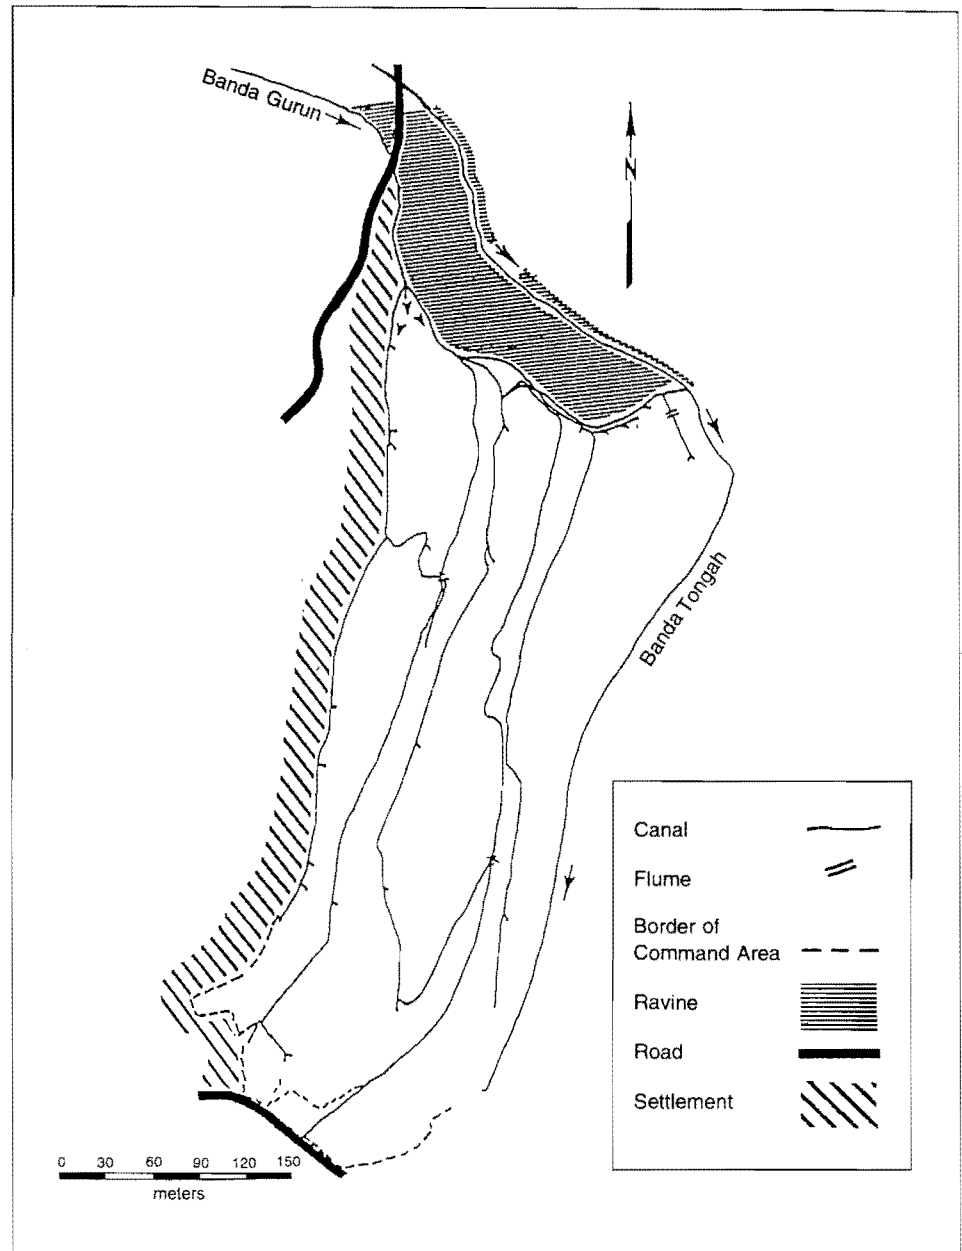 Banda Gurun
N
Banda Tongah
Canal
Flume
Border of
Command Area
Ravine
Road
Settlement
0 30 60 90 120 150
meters